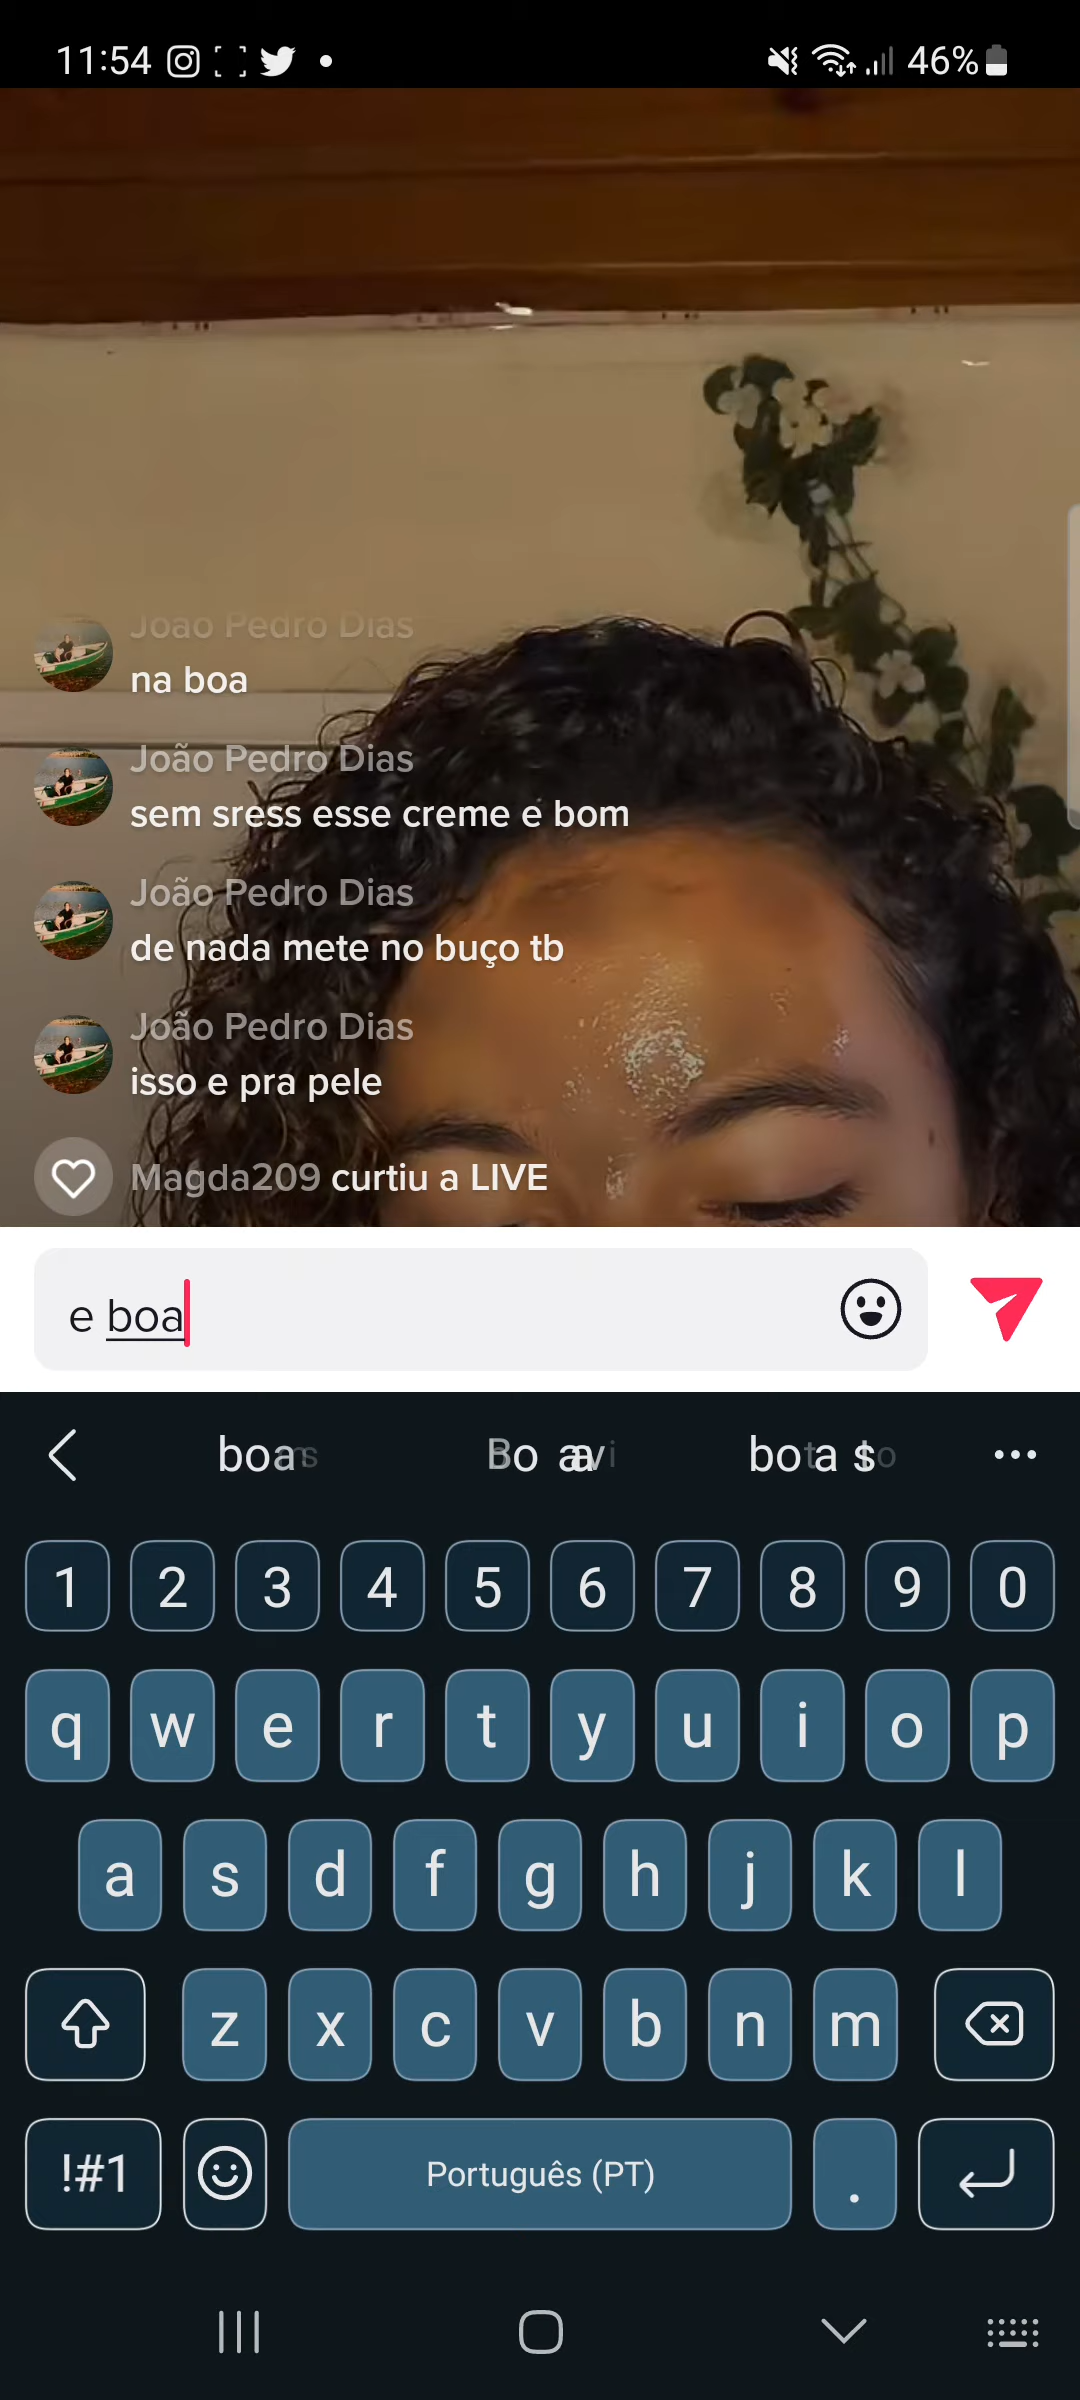 11:54
46%
João Pedro Dias
na boa
João Pedro Dias
sem sress esse creme e bom
João Pedro Dias
de nada mete no buço tb
João Pedro Dias
isso e pra pele
Magda209 curtiu a LIVE
e boa
1 2 3 4 5 6 7 8 9 0
q w e r t y u i o p
a s d f g h j k l
z x c v b n m
!#1 Português (PT) .